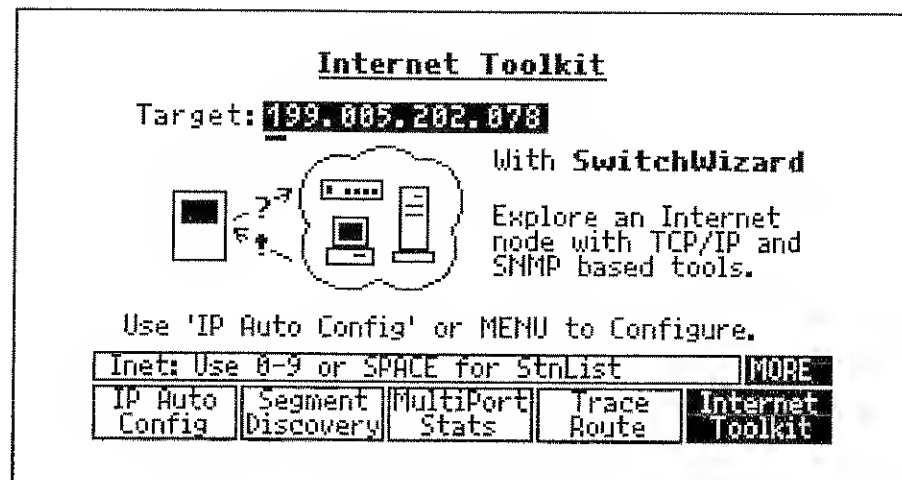 Internet Toolkit
Target: 199.005.202.078
With SwitchWizard
Explore an Internet
node with TCP/IP and
SNMP based tools.
Use 'IP Auto Config' or MENU to Configure.
Inet: Use 0-9 or SPACE for StnList MORE
IP Auto Config
Segment Discovery
MultiPort Stats
Trace Route
Internet Toolkit